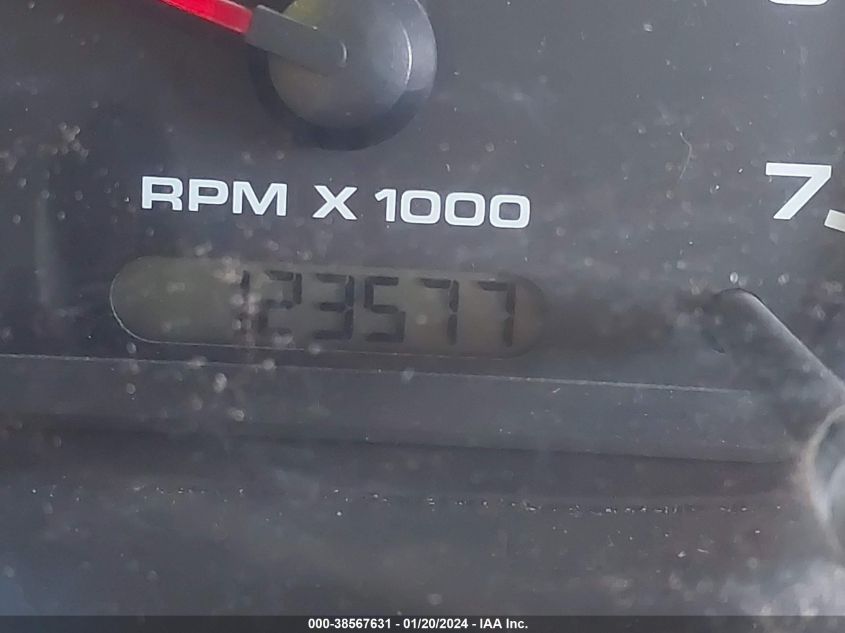 7
RPM X 1000
123577
000-38567631 - 01/20/2024 - IAA Inc.